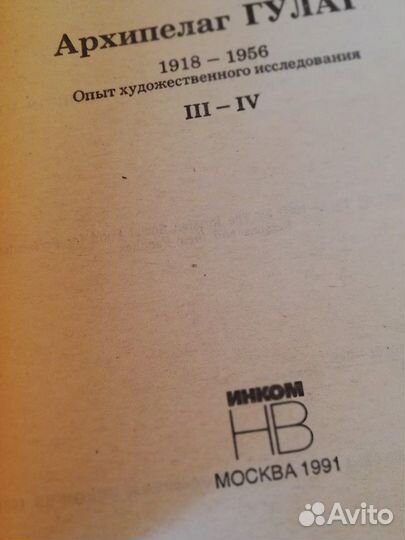 Архипелаг ГУЛАГ
1918 – 1956
Опыт художественного исследования
III – IV
ИНКОМ
НВ
МОСКВА 1991
Avito